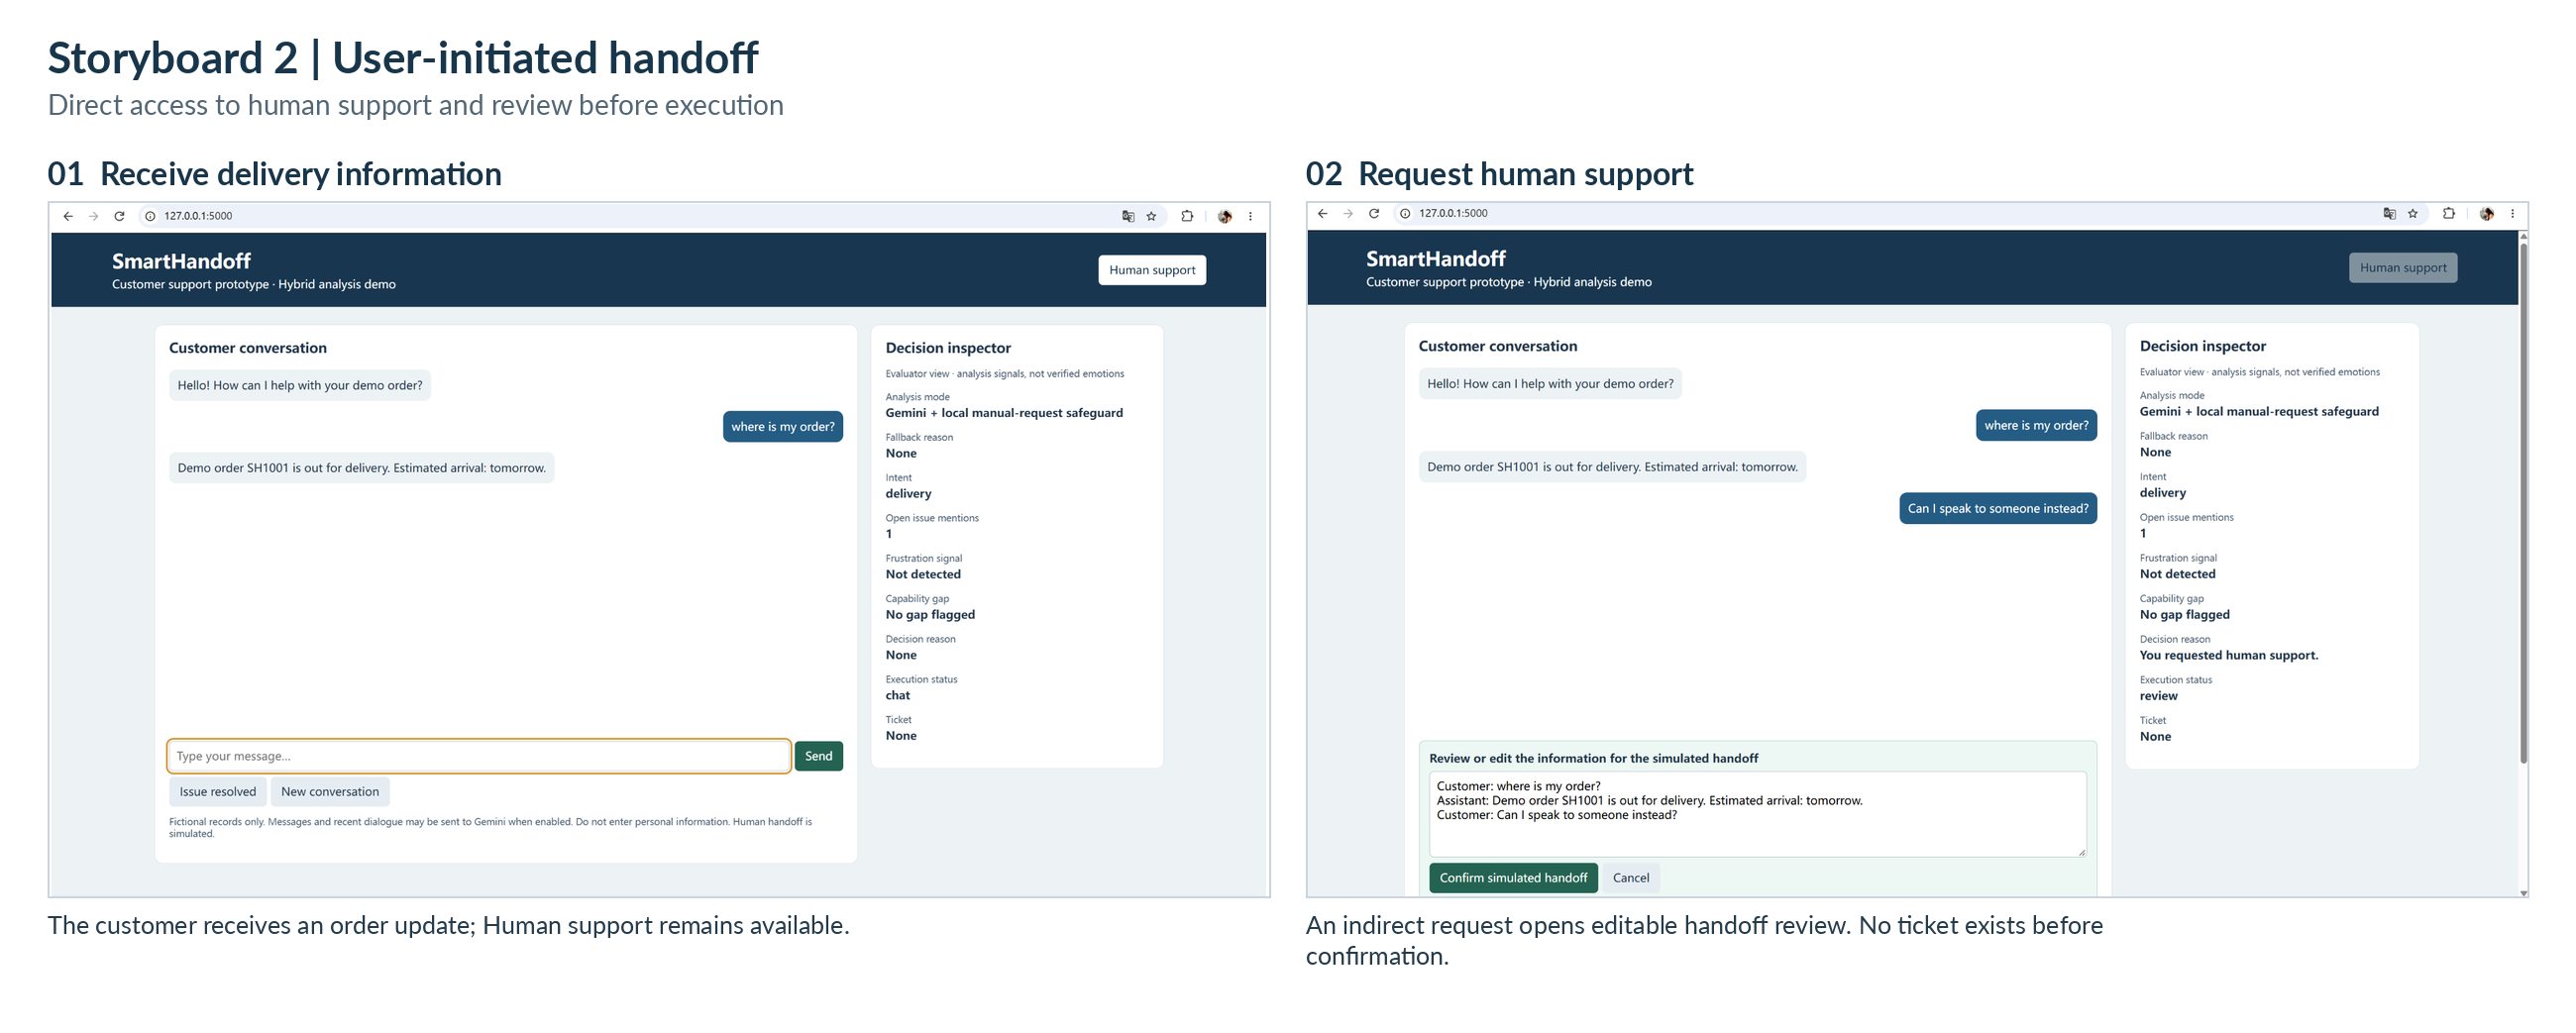 Storyboard 2 | User-initiated handoff
Direct access to human support and review before execution
01 Receive delivery information
127.0.0.1:5000
SmartHandoff
Customer support prototype · Hybrid analysis demo
Human support
Customer conversation
Hello! How can I help with your demo order?
where is my order?
Demo order SH1001 is out for delivery. Estimated arrival: tomorrow.
Type your message...
Send
Issue resolved
New conversation
Fictional records only. Messages and recent dialogue may be sent to Gemini when enabled. Do not enter personal information. Human handoff is
simulated.
Decision inspector
Evaluator view · analysis signals, not verified emotions
Analysis mode
Gemini + local manual-request safeguard
Fallback reason
None
Intent
delivery
Open issue mentions
1
Frustration signal
Not detected
Capability gap
No gap flagged
Decision reason
None
Execution status
chat
Ticket
None
The customer receives an order update; Human support remains available.
02 Request human support
127.0.0.1:5000
SmartHandoff
Customer support prototype · Hybrid analysis demo
Human support
Customer conversation
Hello! How can I help with your demo order?
where is my order?
Demo order SH1001 is out for delivery. Estimated arrival: tomorrow.
Can I speak to someone instead?
Review or edit the information for the simulated handoff
Customer: where is my order?
Assistant: Demo order SH1001 is out for delivery. Estimated arrival: tomorrow.
Customer: Can I speak to someone instead?
Confirm simulated handoff
Cancel
Decision inspector
Evaluator view · analysis signals, not verified emotions
Analysis mode
Gemini + local manual-request safeguard
Fallback reason
None
Intent
delivery
Open issue mentions
1
Frustration signal
Not detected
Capability gap
No gap flagged
Decision reason
You requested human support.
Execution status
review
Ticket
None
An indirect request opens editable handoff review. No ticket exists before
confirmation.